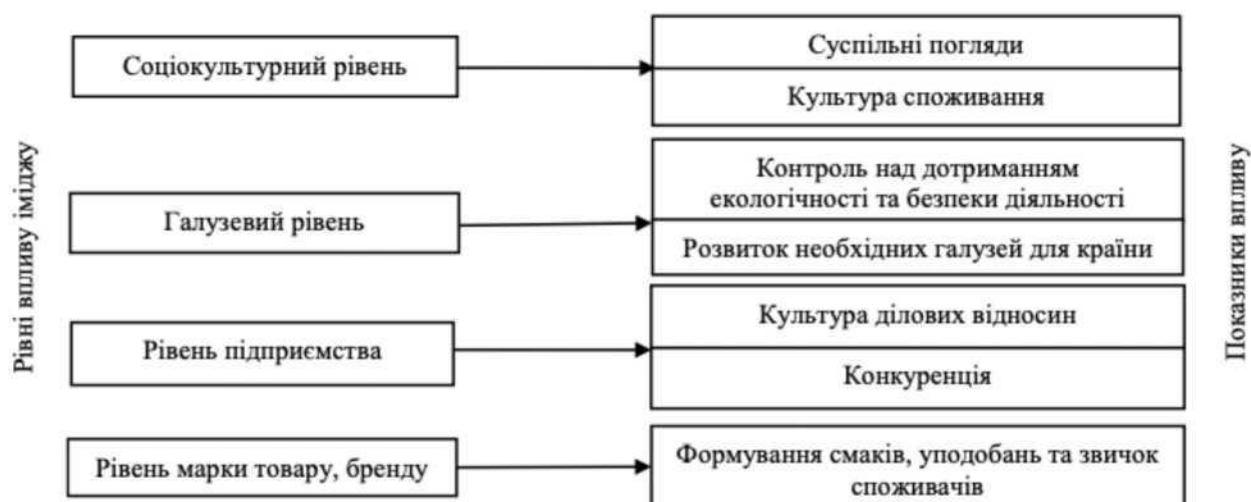 Рівні впливу іміджу
Соціокультурний рівень
Суспільні погляди
Культура споживання
Галузевий рівень
Контроль над дотриманням
екологічності та безпеки діяльності
Розвиток необхідних галузей для країни
Рівень підприємства
Культура ділових відносин
Конкуренція
Рівень марки товару, бренду
Формування смаків, уподобань та звичок
споживачів
Показники впливу